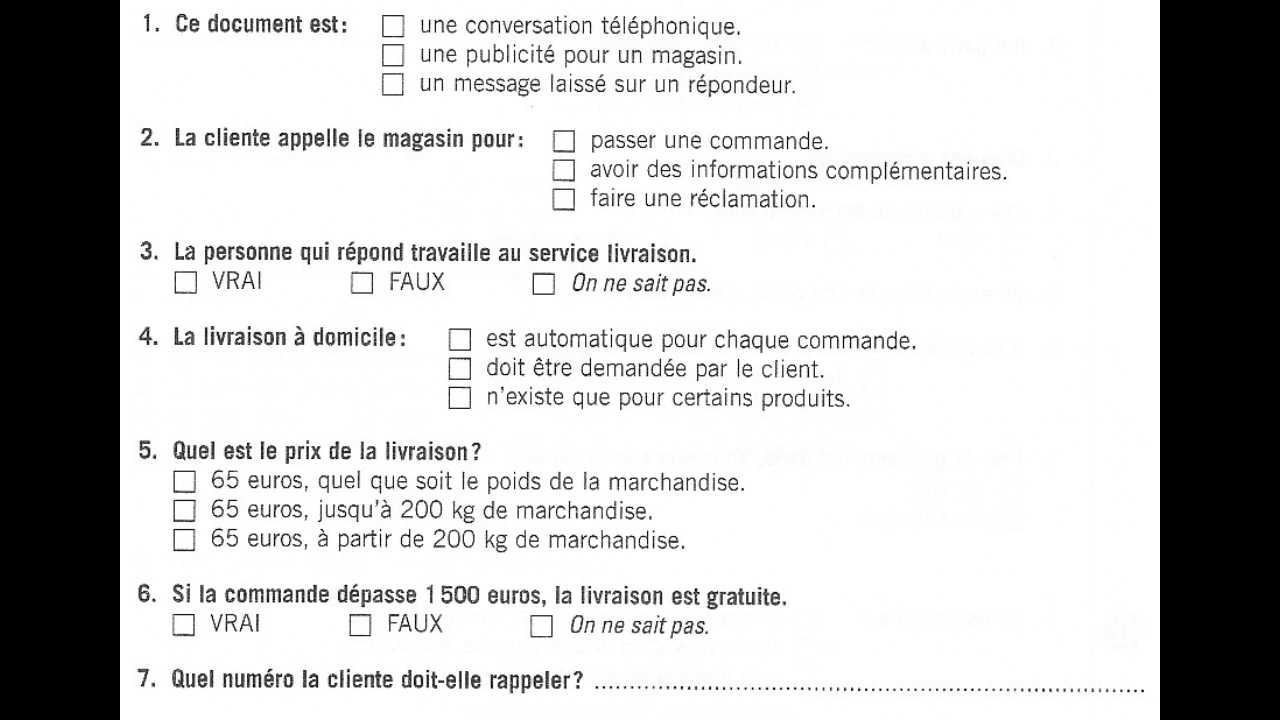 1. Ce document est : □ une conversation téléphonique.
□ une publicité pour un magasin.
□ un message laissé sur un répondeur.
2. La cliente appelle le magasin pour : □ passer une commande.
□ avoir des informations complémentaires.
□ faire une réclamation.
3. La personne qui répond travaille au service livraison.
□ VRAI □ FAUX □ On ne sait pas.
4. La livraison à domicile : □ est automatique pour chaque commande.
□ doit être demandée par le client.
□ n'existe que pour certains produits.
5. Quel est le prix de la livraison ?
□ 65 euros, quel que soit le poids de la marchandise.
□ 65 euros, jusqu'à 200 kg de marchandise.
□ 65 euros, à partir de 200 kg de marchandise.
6. Si la commande dépasse 1 500 euros, la livraison est gratuite.
□ VRAI □ FAUX □ On ne sait pas.
7. Quel numéro la cliente doit-elle rappeler ? ........................................................................